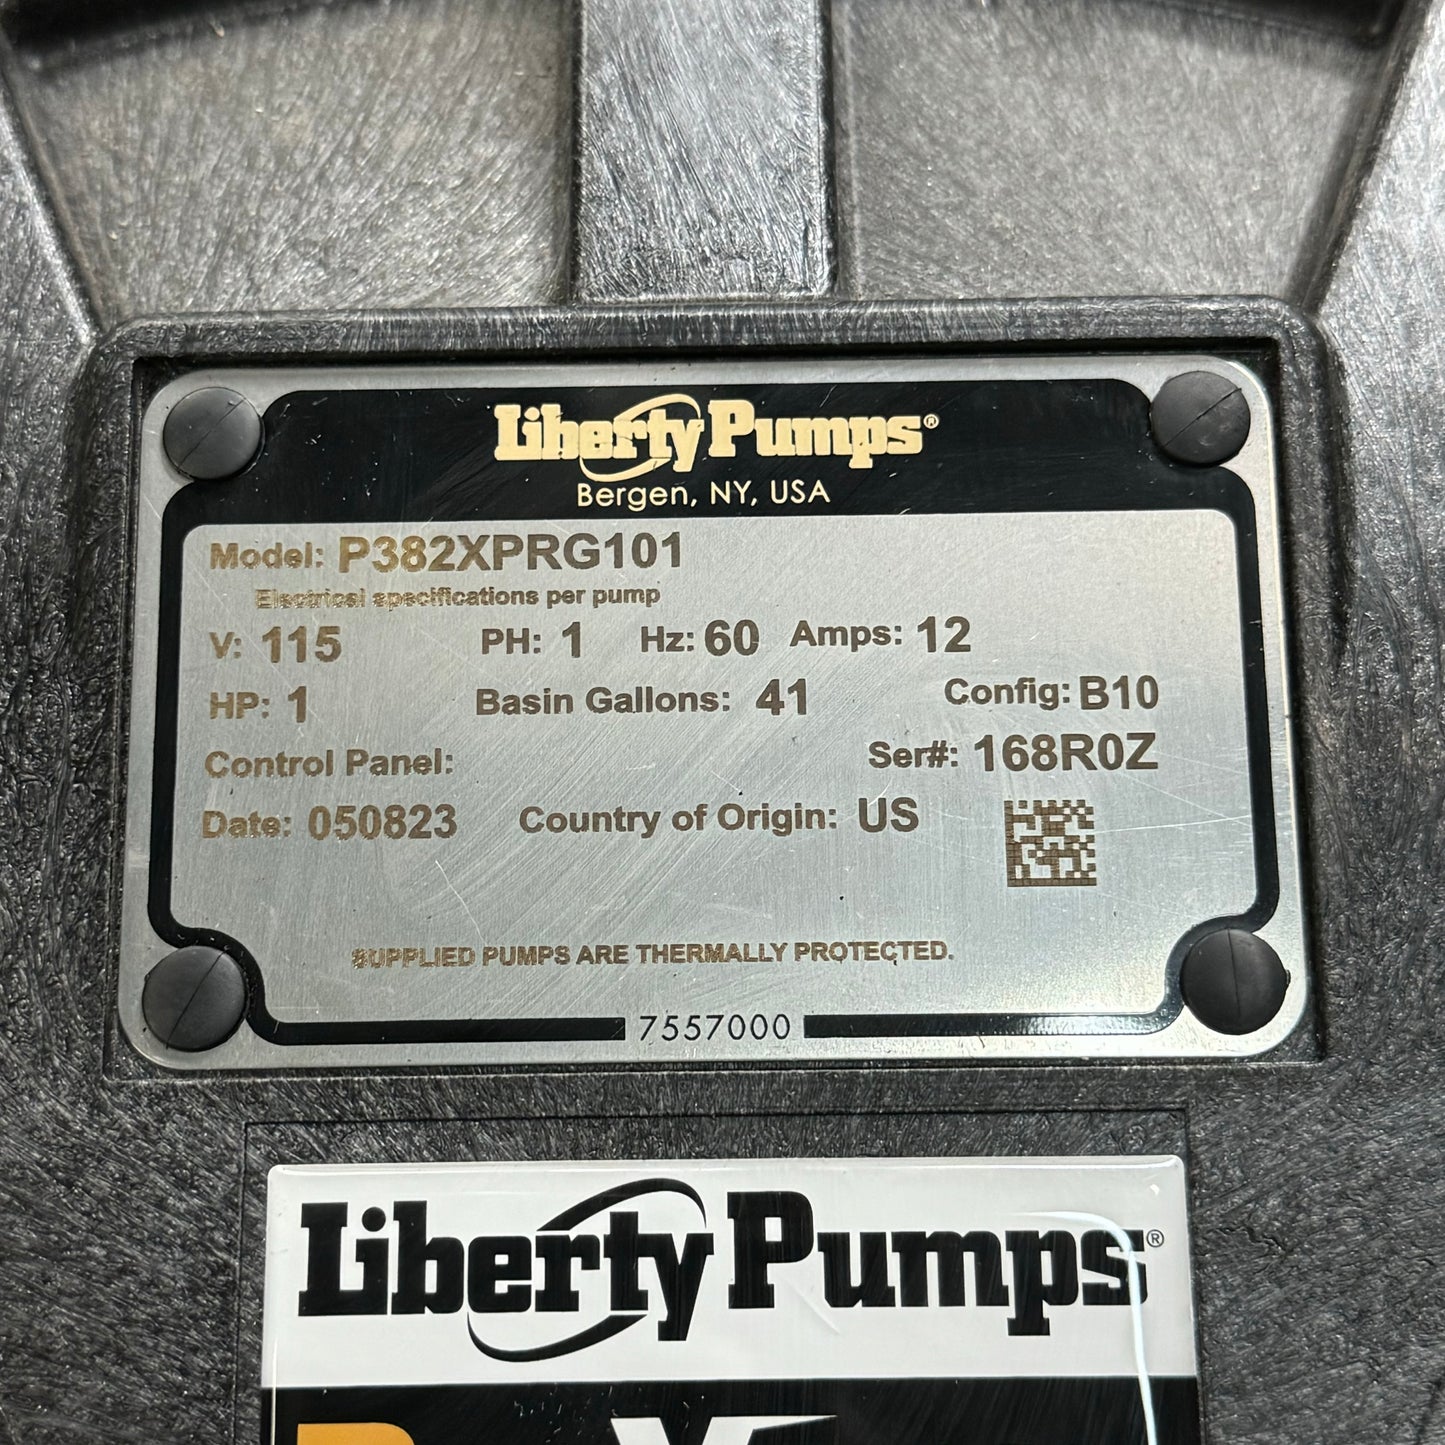 Liberty Pumps®
Bergen, NY, USA
Model: P382XPRG101
Electrical specifications per pump
V: 115 PH: 1 Hz: 60 Amps: 12
HP: 1 Basin Gallons: 41 Config: B10
Control Panel:
Ser#: 168R0Z
Date: 050823 Country of Origin: US
SUPPLIED PUMPS ARE THERMALLY PROTECTED.
7557000
Liberty Pumps®